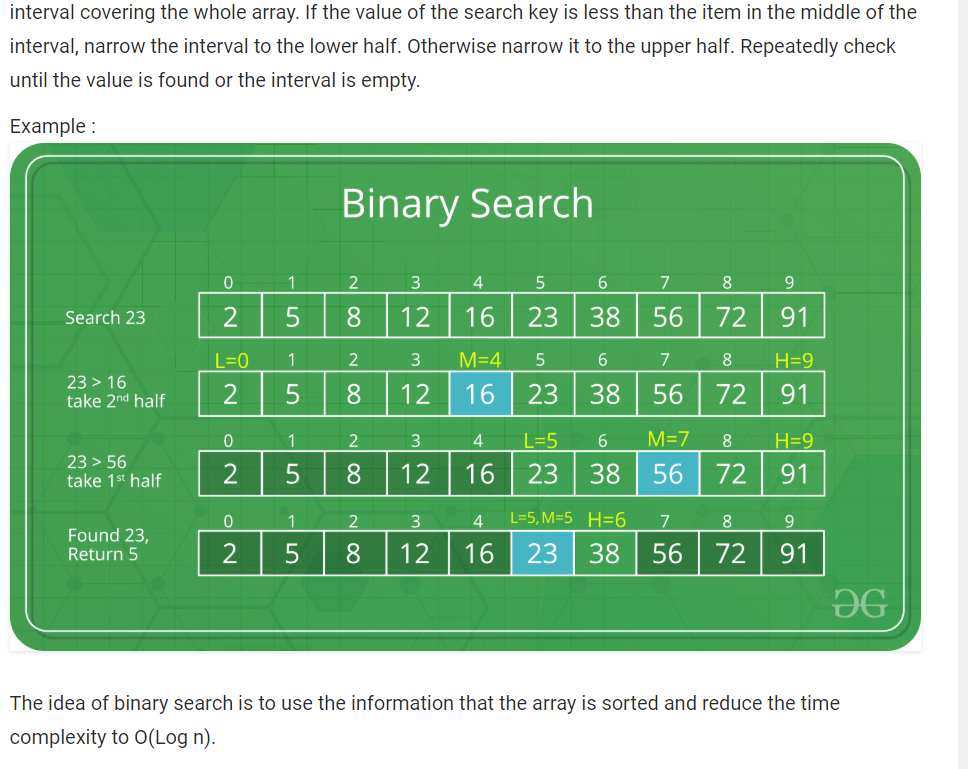 interval covering the whole array. If the value of the search key is less than the item in the middle of the
interval, narrow the interval to the lower half. Otherwise narrow it to the upper half. Repeatedly check
until the value is found or the interval is empty.
Example :
Binary Search
0 1 2 3 4 5 6 7 8 9
Search 23
2 5 8 12 16 23 38 56 72 91
L=0 1 2 3 M=4 5 6 7 8 H=9
23 > 16
take 2nd half
2 5 8 12 16 23 38 56 72 91
0 1 2 3 4 L=5 6 M=7 8 H=9
23 > 56
take 1st half
2 5 8 12 16 23 38 56 72 91
0 1 2 3 4 L=5, M=5 H=6 7 8 9
Found 23,
Return 5
2 5 8 12 16 23 38 56 72 91
The idea of binary search is to use the information that the array is sorted and reduce the time
complexity to O(Log n).